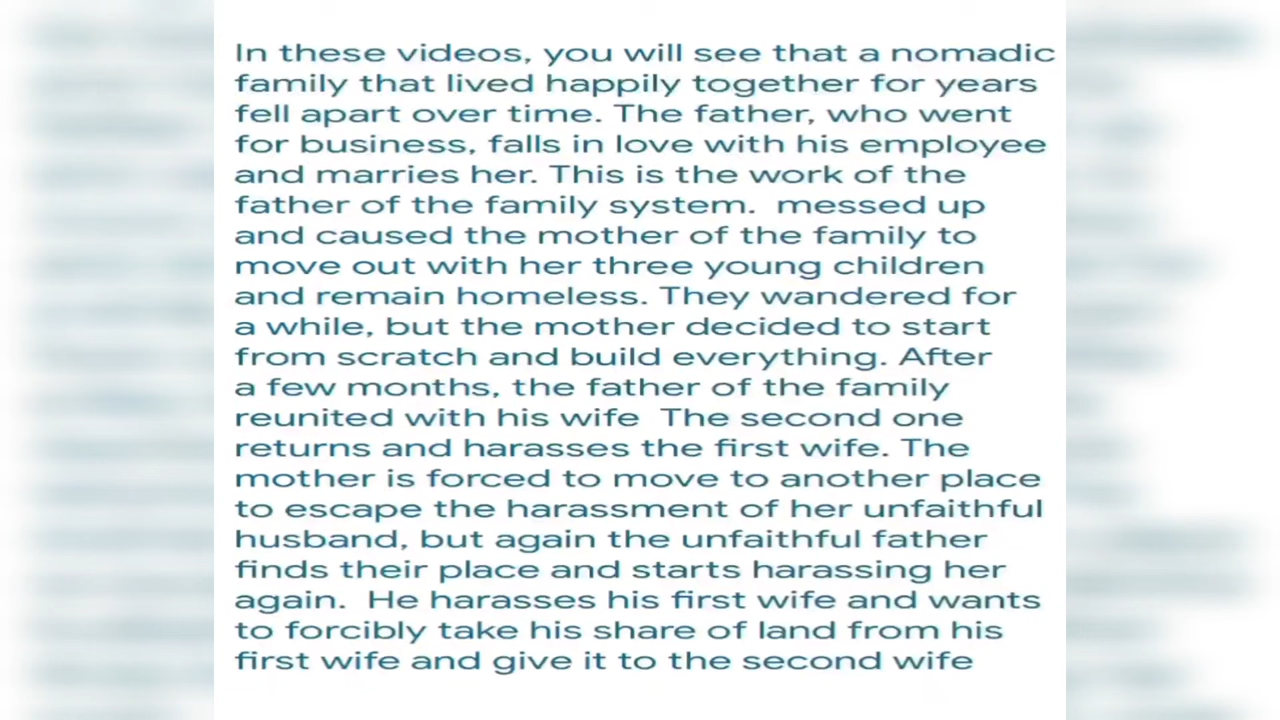 In these videos, you will see that a nomadic
family that lived happily together for years
fell apart over time. The father, who went
for business, falls in love with his employee
and marries her. This is the work of the
father of the family system.  messed up
and caused the mother of the family to
move out with her three young children
and remain homeless. They wandered for
a while, but the mother decided to start
from scratch and build everything. After
a few months, the father of the family
reunited with his wife  The second one
returns and harasses the first wife. The
mother is forced to move to another place
to escape the harassment of her unfaithful
husband, but again the unfaithful father
finds their place and starts harassing her
again.  He harasses his first wife and wants
to forcibly take his share of land from his
first wife and give it to the second wife